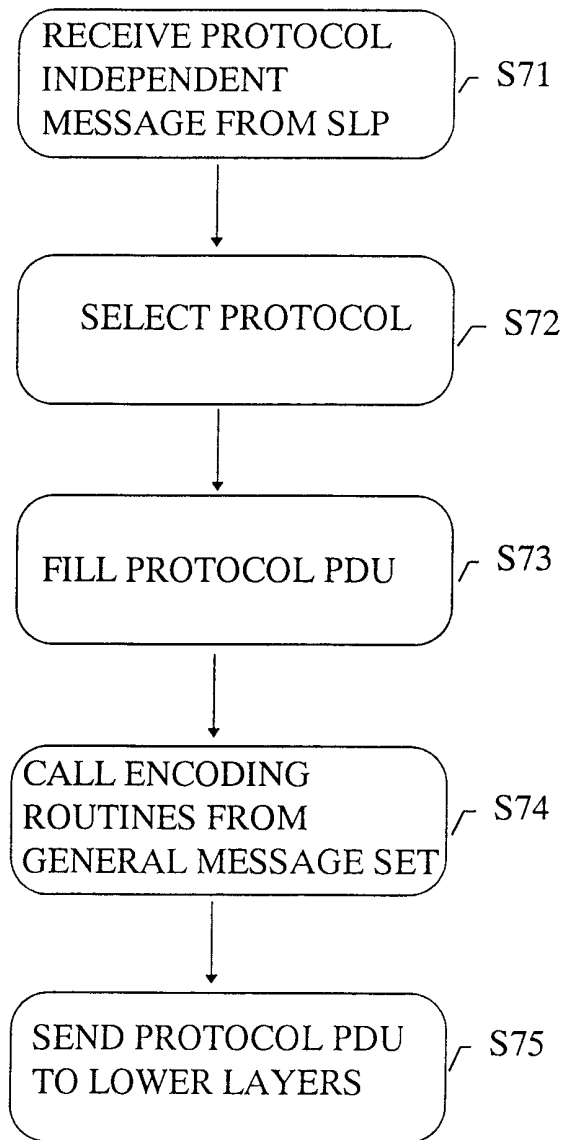 RECEIVE PROTOCOL
INDEPENDENT
MESSAGE FROM SLP
S71
SELECT PROTOCOL
S72
FILL PROTOCOL PDU
S73
CALL ENCODING
ROUTINES FROM
GENERAL MESSAGE SET
S74
SEND PROTOCOL PDU
TO LOWER LAYERS
S75